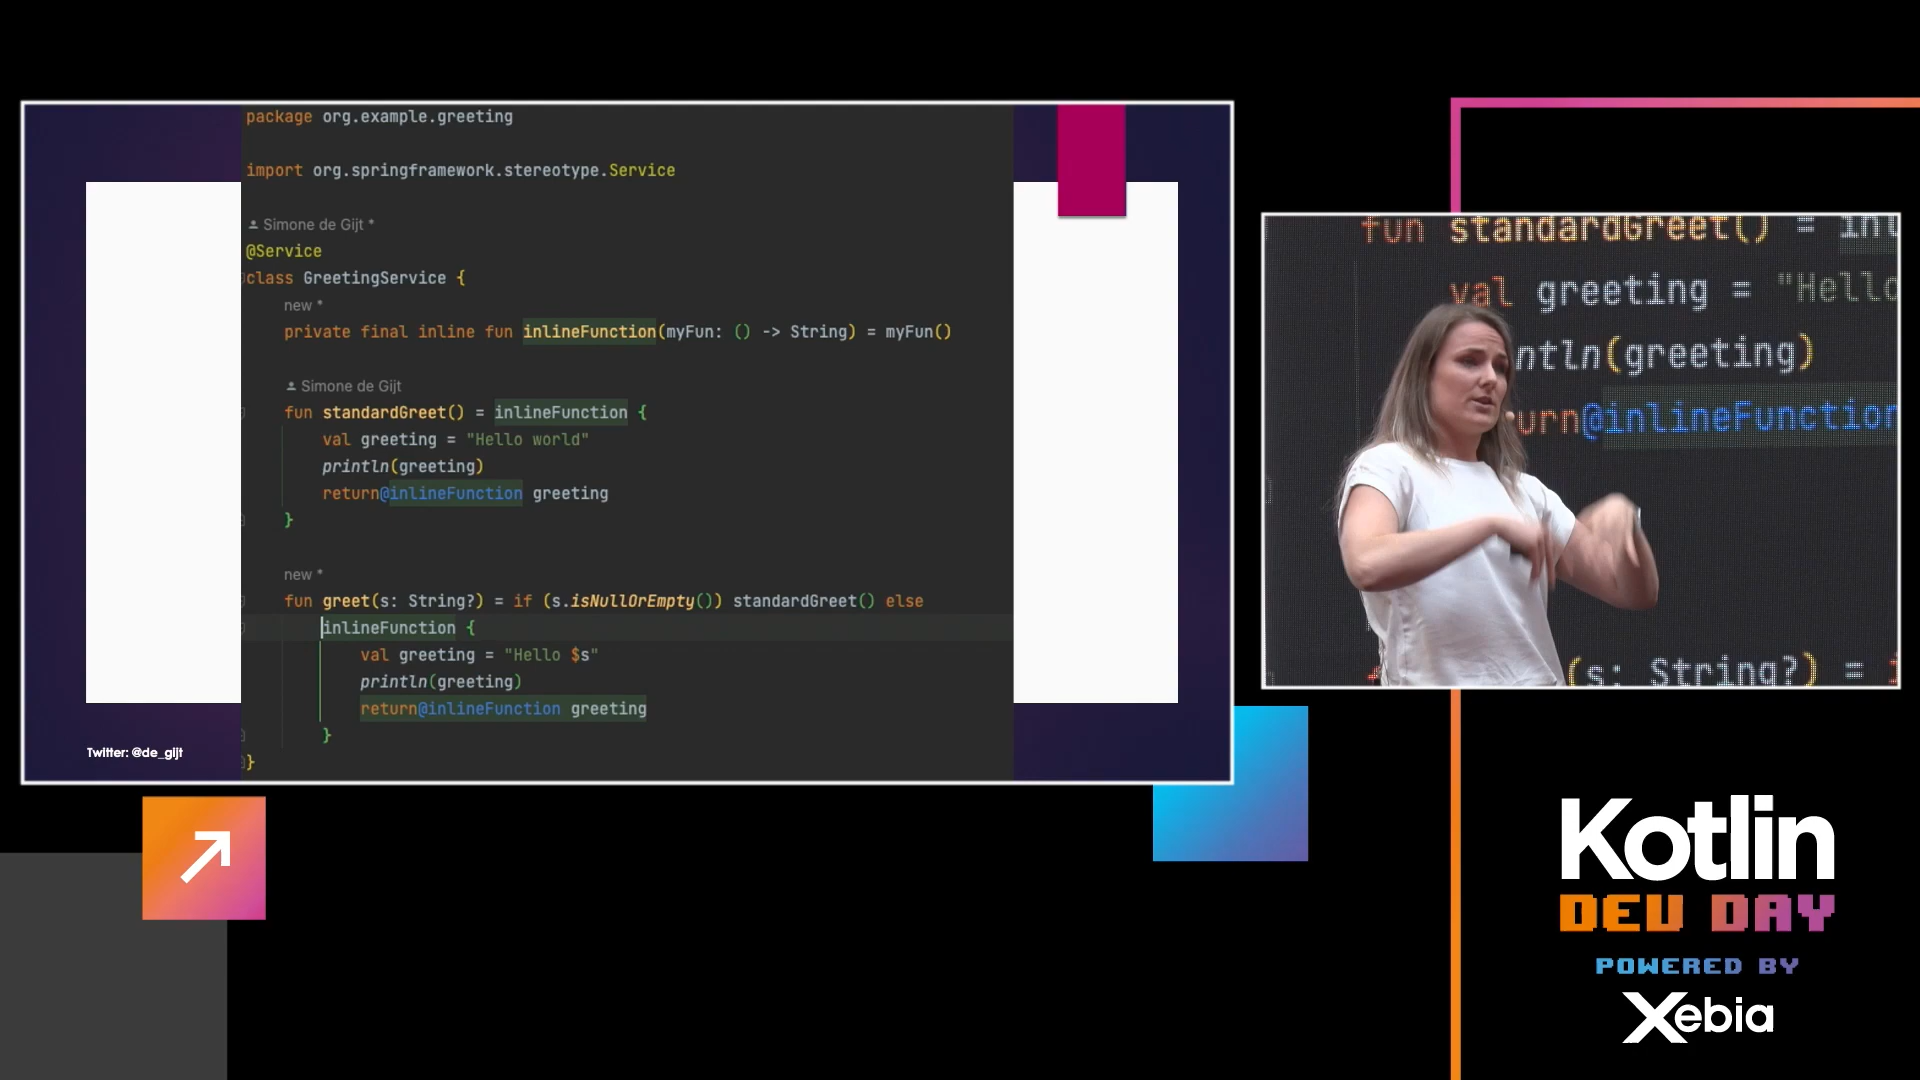 package org.example.greeting
import org.springframework.stereotype.Service
Simone de Gijt *
@Service
class GreetingService {
new *
private final inline fun inlineFunction(myFun: () -> String) = myFun()
Simone de Gijt
fun standardGreet() = inlineFunction {
val greeting = "Hello world"
println(greeting)
return@inlineFunction greeting
}
new *
fun greet(s: String?) = if (s.isNullOrEmpty()) standardGreet() else
inlineFunction {
val greeting = "Hello $s"
println(greeting)
return@inlineFunction greeting
}
}
Twitter: @de_gijt
fun standardGreet() = inl
val greeting = "Hello
ntln(greeting)
urn@inlineFunction
(s: String?) = i
Kotlin
DEV DAY
POWERED BY
Xebia